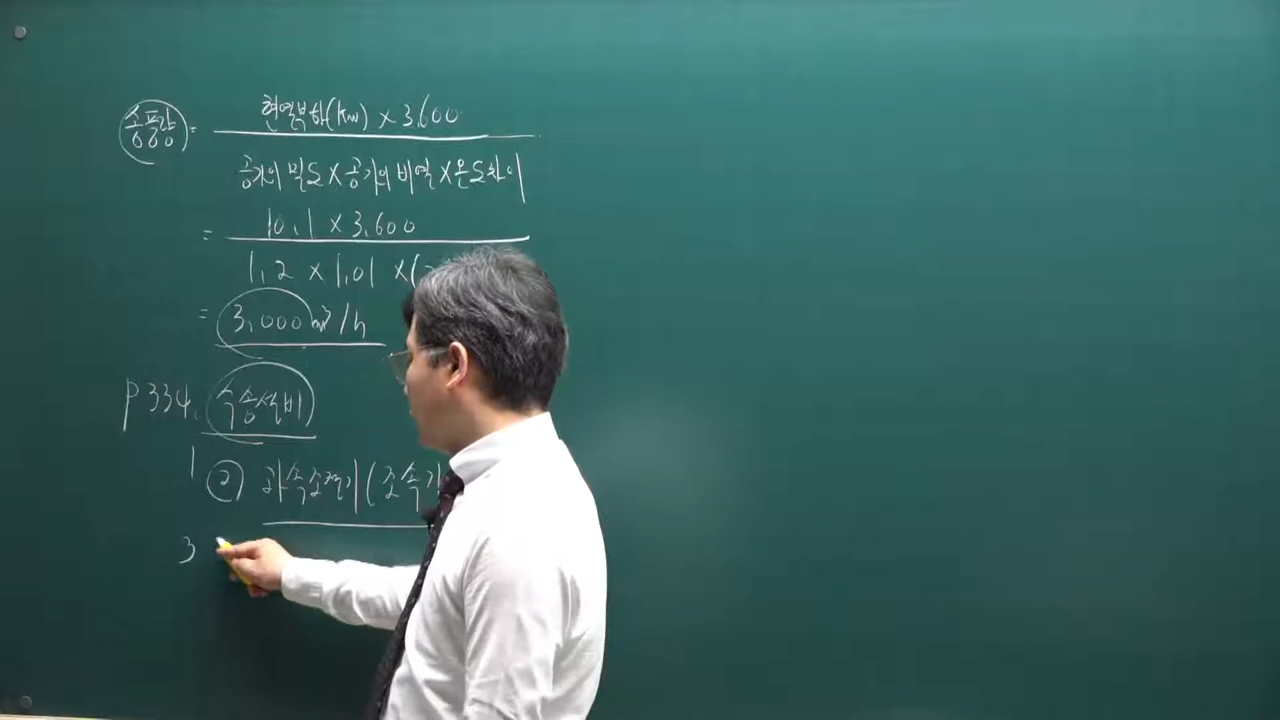 송풍량 = 현열부하(kw) × 3,600
공기의 밀도 × 공기의 비열 × 온도차이
= 10.1 × 3,600
1.2 × 1.01 × (
= 3,000 m³/h
P 334. 수송설비
1 ② 과속조절기(조속기
3